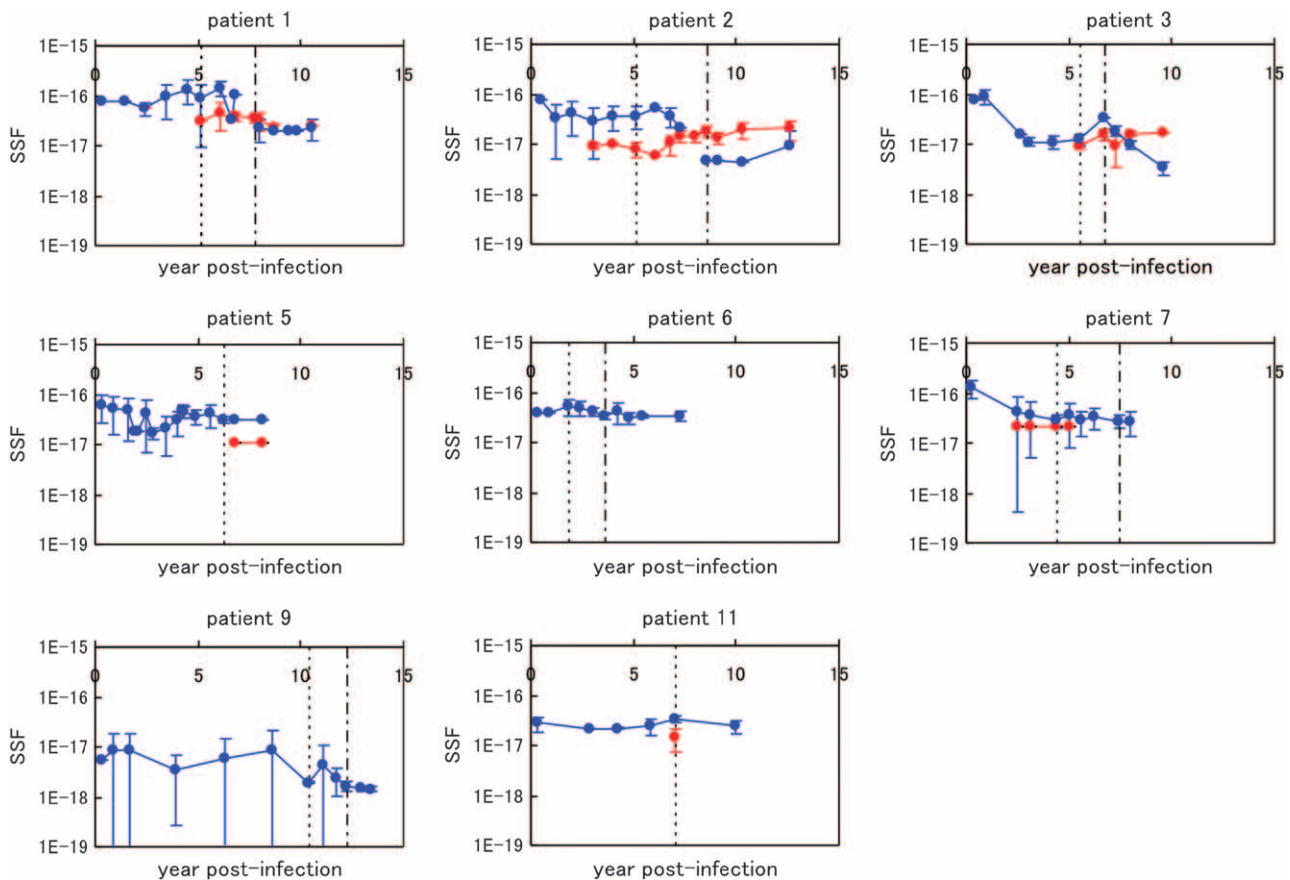 patient 1
1E-15
0 5 10 15
1E-16
1E-17
1E-18
1E-19
SSF
year post-infection
patient 2
1E-15
0 5 10 15
1E-16
1E-17
1E-18
1E-19
SSF
year post-infection
patient 3
1E-15
0 5 10 15
1E-16
1E-17
1E-18
1E-19
SSF
year post-infection
patient 5
1E-15
0 5 10 15
1E-16
1E-17
1E-18
1E-19
SSF
year post-infection
patient 6
1E-15
0 5 10 15
1E-16
1E-17
1E-18
1E-19
SSF
year post-infection
patient 7
1E-15
0 5 10 15
1E-16
1E-17
1E-18
1E-19
SSF
year post-infection
patient 9
1E-15
0 5 10 15
1E-16
1E-17
1E-18
1E-19
SSF
year post-infection
patient 11
1E-15
0 5 10 15
1E-16
1E-17
1E-18
1E-19
SSF
year post-infection